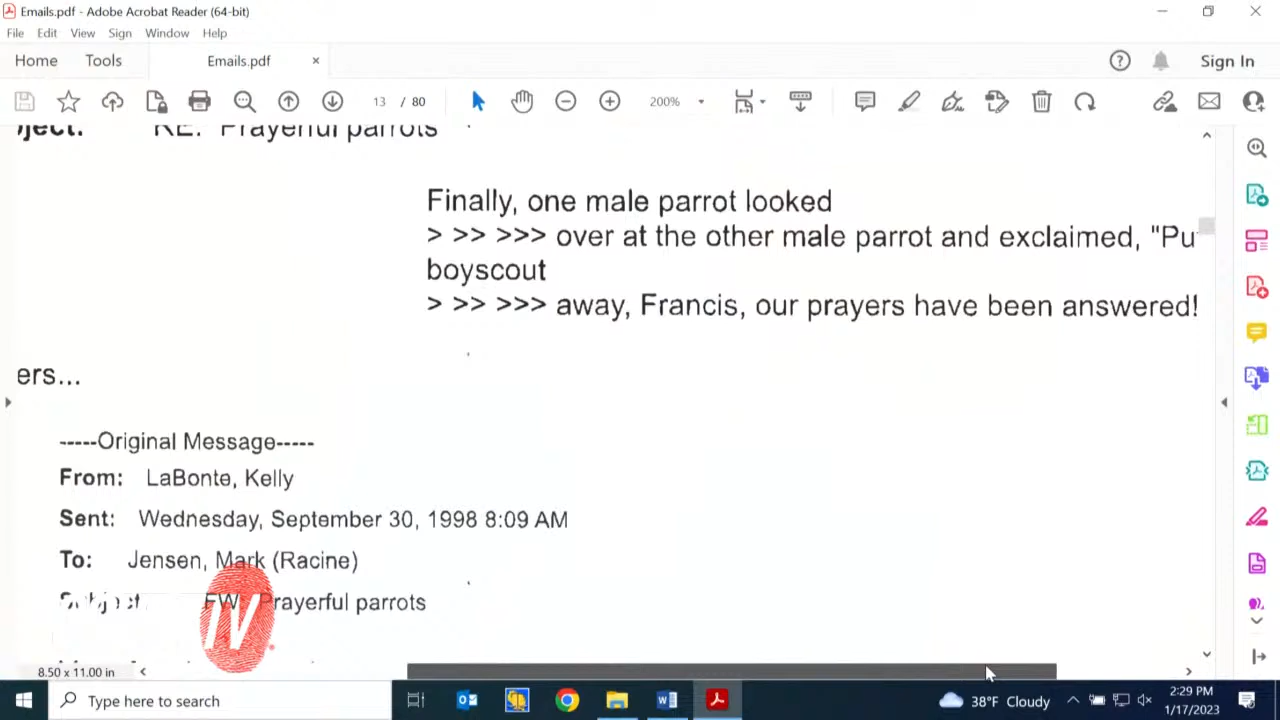 Emails.pdf - Adobe Acrobat Reader (64-bit)
File Edit View Sign Window Help
Home Tools Emails.pdf × Sign In
13 / 80 200%
RE: Prayerful parrots
Finally, one male parrot looked
> >> >>> over at the other male parrot and exclaimed, "Pu
boyscout
> >> >>> away, Francis, our prayers have been answered!
ers...
-----Original Message-----
From: LaBonte, Kelly
Sent: Wednesday, September 30, 1998 8:09 AM
To: Jensen, Mark (Racine)
Subject: FW: Prayerful parrots
TV
8.50 x 11.00 in
Type here to search
38°F Cloudy
2:29 PM
1/17/2023